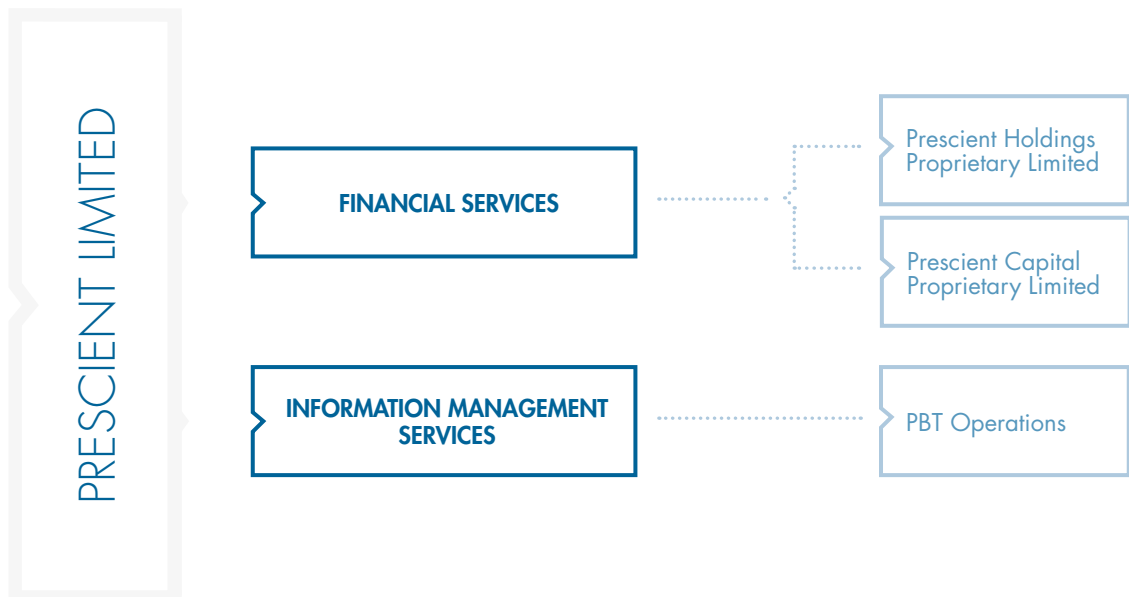 PRESCIENT LIMITED
FINANCIAL SERVICES
Prescient Holdings
Proprietary Limited
Prescient Capital
Proprietary Limited
INFORMATION MANAGEMENT
SERVICES
PBT Operations